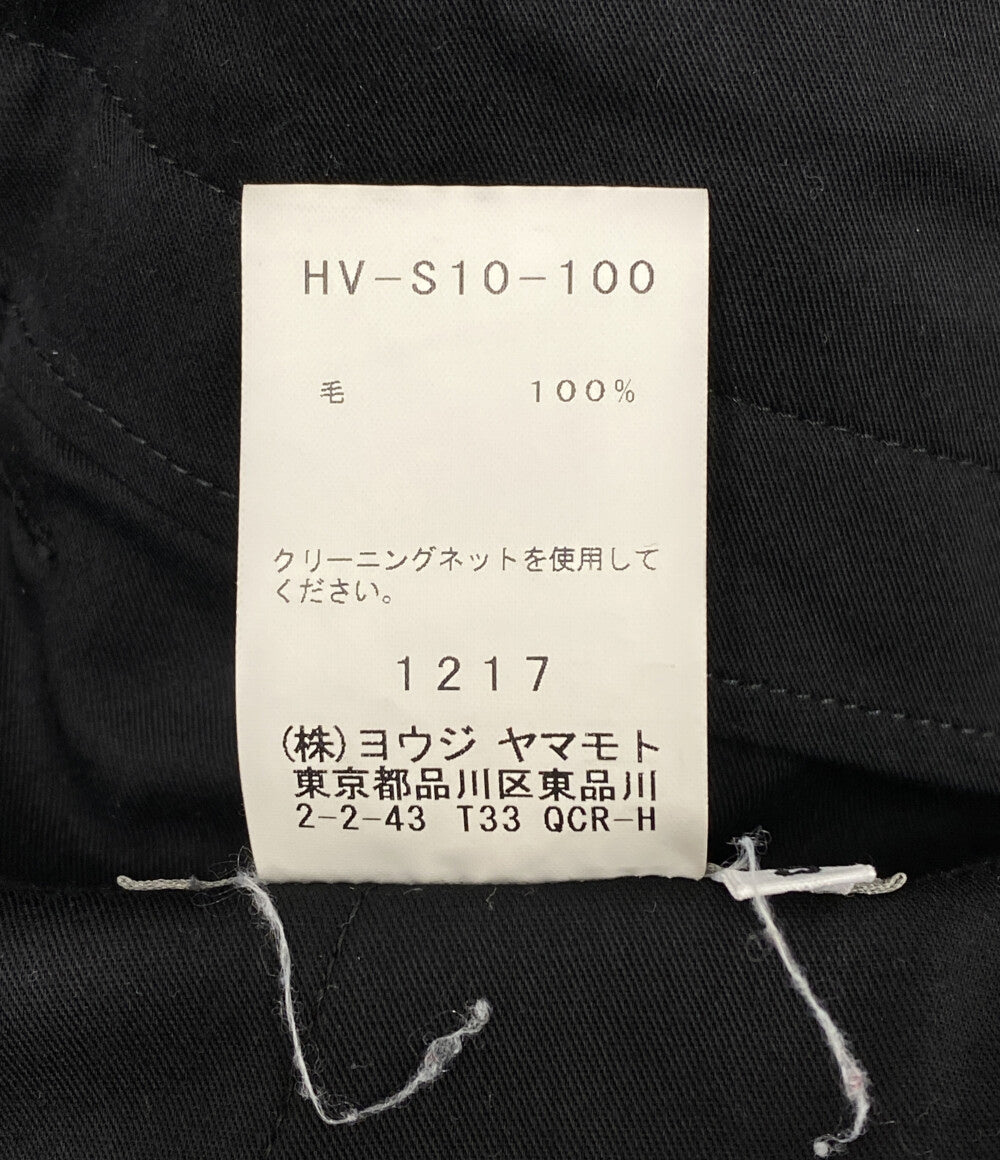 HV-S10-100
毛 100%
クリーニングネットを使用して
ください。
1217
(株)ヨウジ ヤマモト
東京都品川区東品川
2-2-43 T33 QCR-H